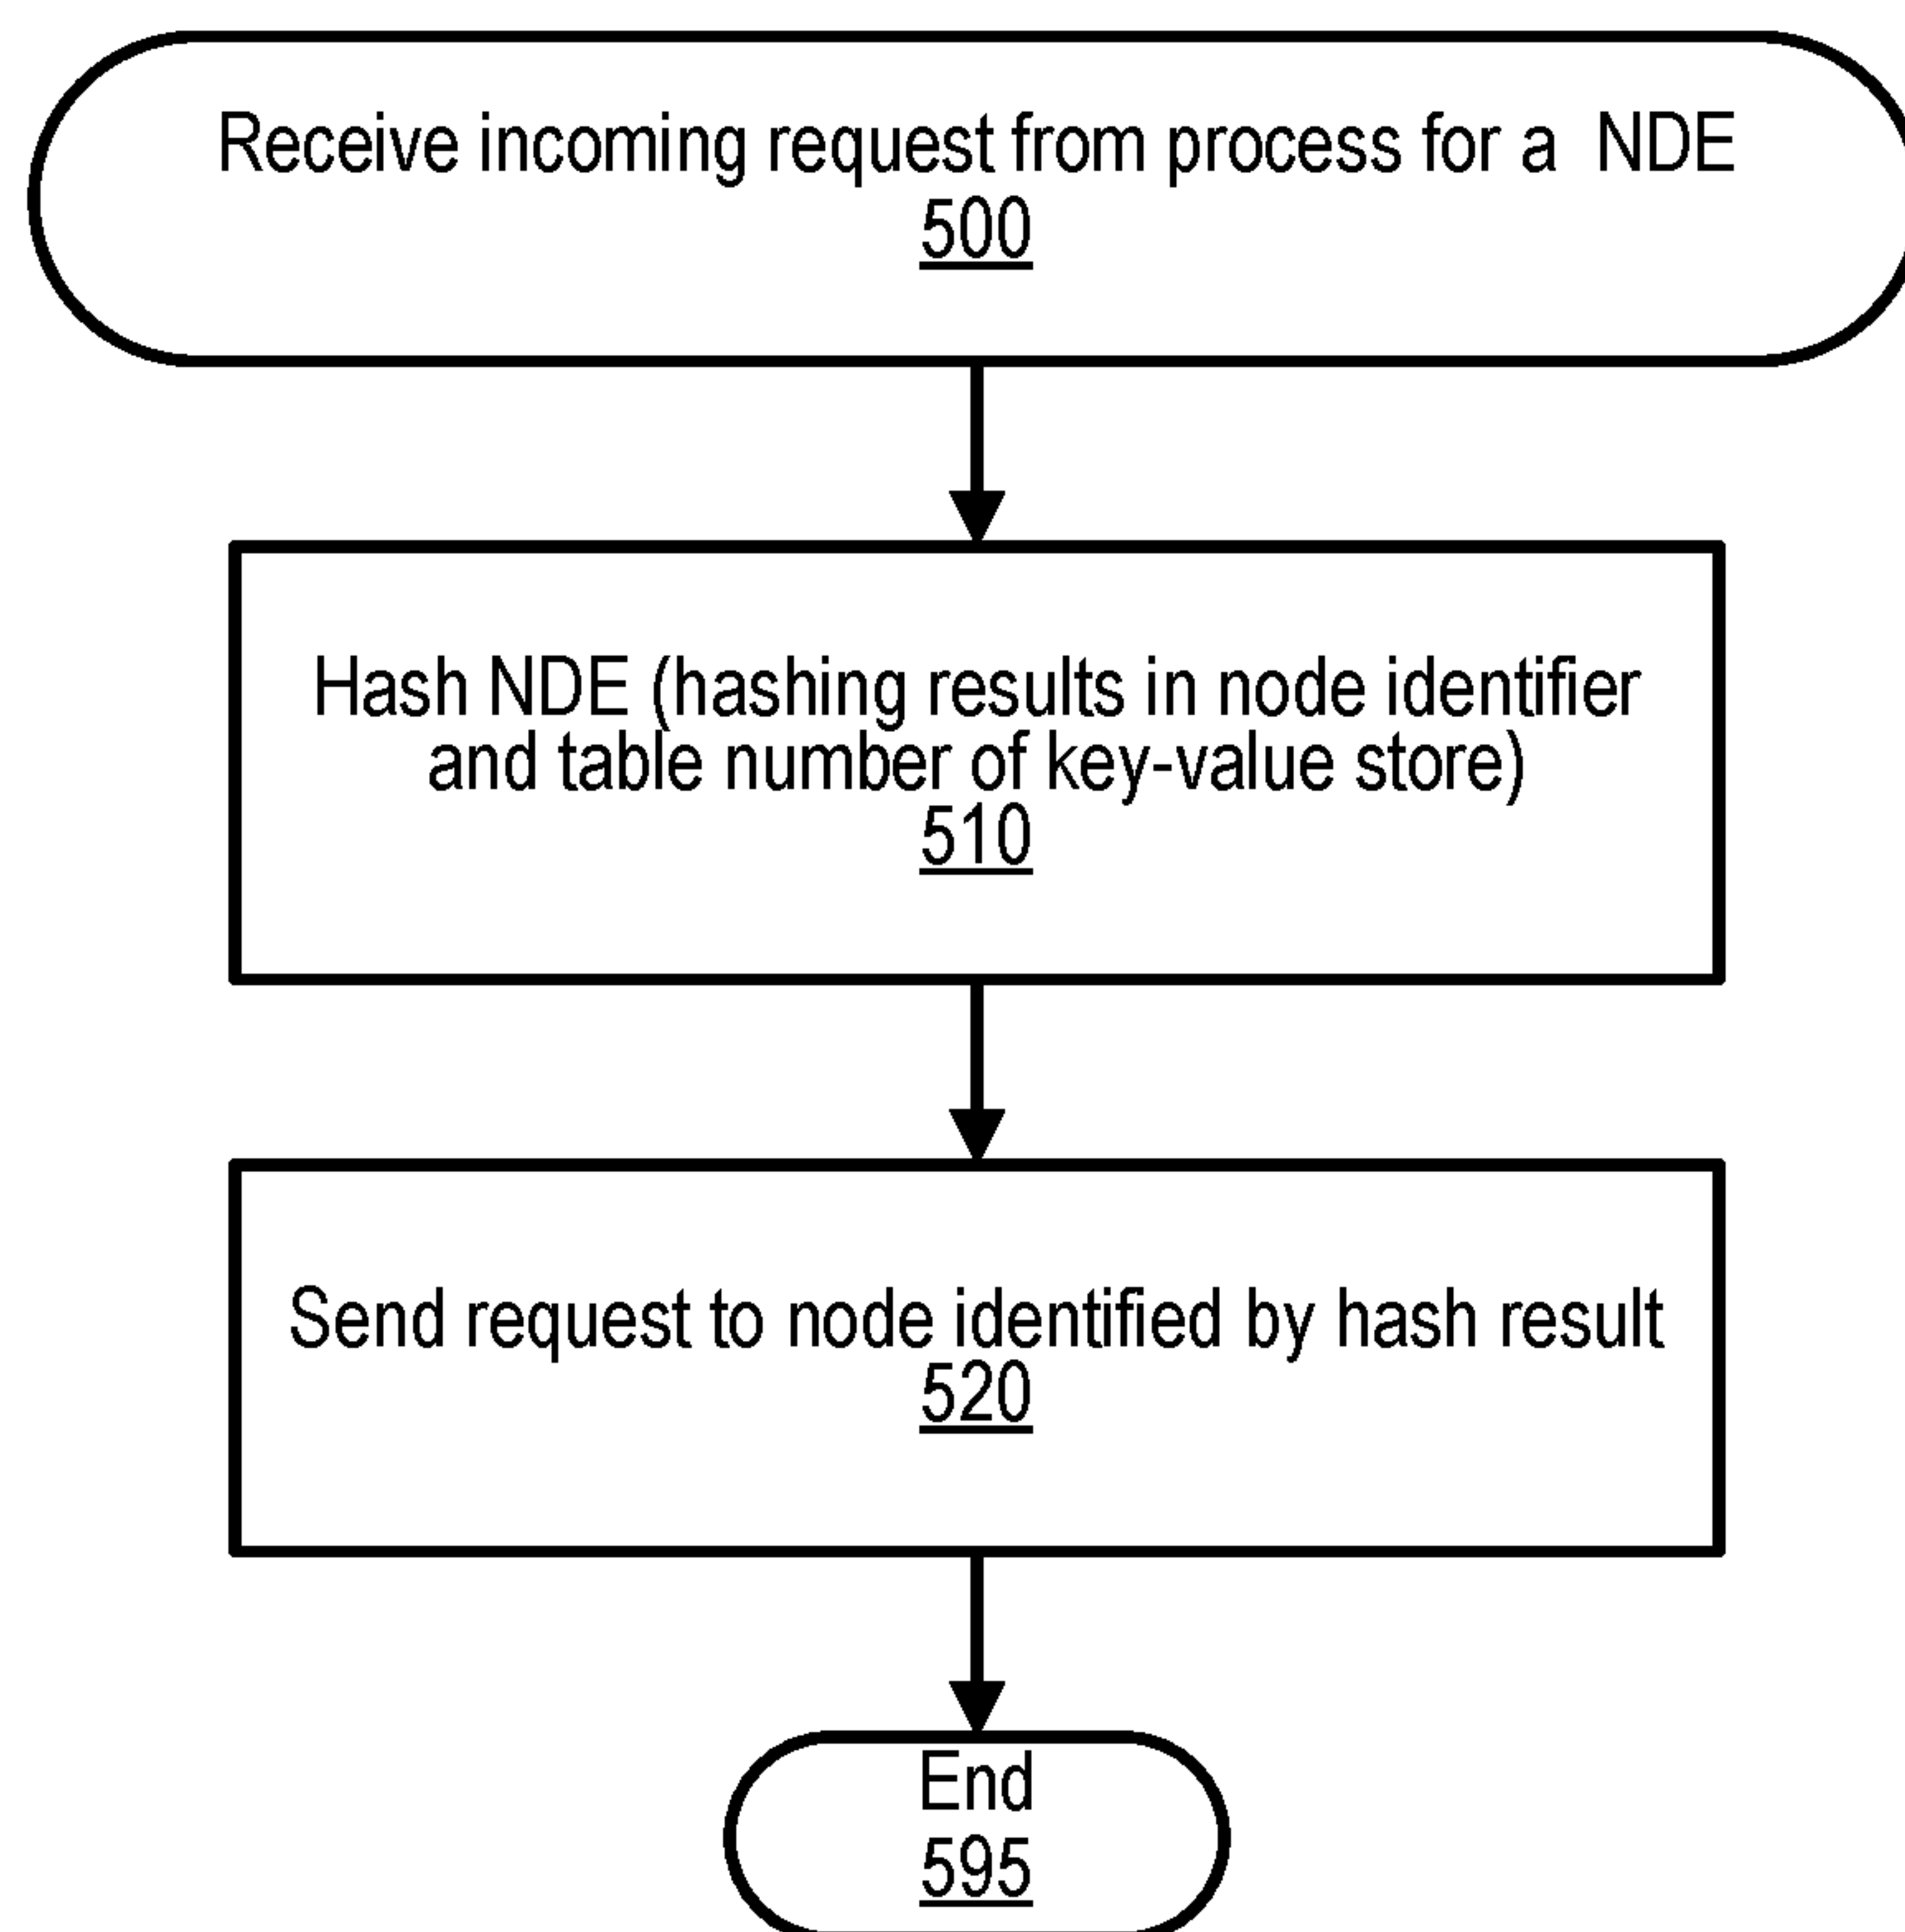 Receive incoming request from process for a NDE
500
Hash NDE (hashing results in node identifier
and table number of key-value store)
510
Send request to node identified by hash result
520
End
595